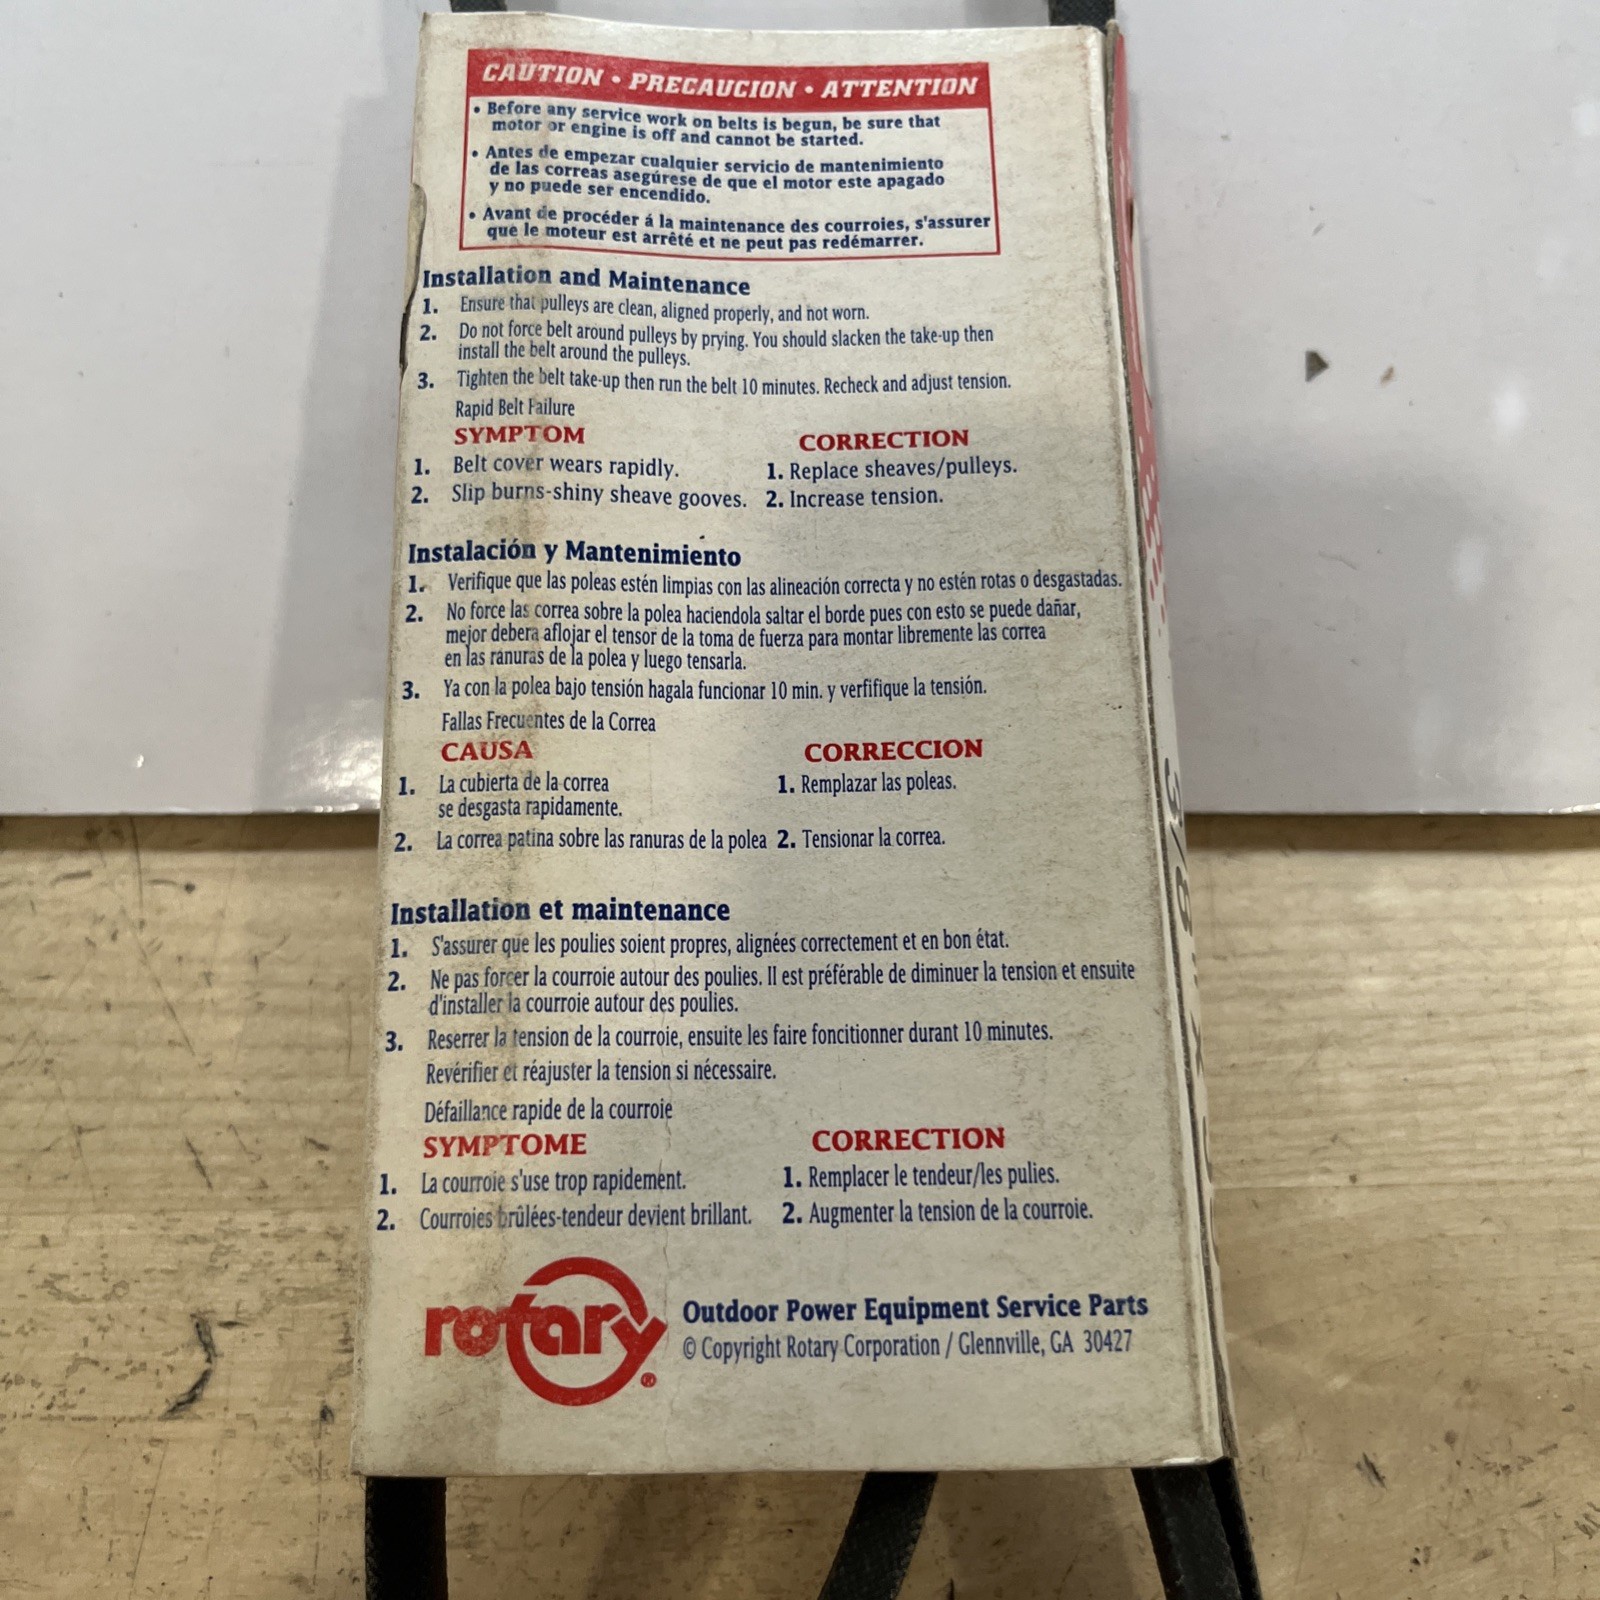 CAUTION • PRECAUCION • ATTENTION
• Before any service work on belts is begun, be sure that
motor or engine is off and cannot be started.
• Antes de empezar cualquier servicio de mantenimiento
de las correas asegúrese de que el motor este apagado
y no puede ser encendido.
• Avant de procéder á la maintenance des courroies, s'assurer
que le moteur est arrêté et ne peut pas redémarrer.
Installation and Maintenance
1. Ensure that pulleys are clean, aligned properly, and not worn.
2. Do not force belt around pulleys by prying. You should slacken the take-up then
install the belt around the pulleys.
3. Tighten the belt take-up then run the belt 10 minutes. Recheck and adjust tension.
Rapid Belt Failure
SYMPTOM CORRECTION
1. Belt cover wears rapidly. 1. Replace sheaves/pulleys.
2. Slip burns-shiny sheave gooves. 2. Increase tension.
Instalación y Mantenimiento
1. Verifique que las poleas estén limpias con las alineación correcta y no estén rotas o desgastadas.
2. No force las correa sobre la polea haciendola saltar el borde pues con esto se puede dañar,
mejor debera aflojar el tensor de la toma de fuerza para montar libremente las correa
en las ranuras de la polea y luego tensarla.
3. Ya con la polea bajo tensión hagala funcionar 10 min. y verfifique la tensión.
Fallas Frecuentes de la Correa
CAUSA CORRECCION
1. La cubierta de la correa 1. Remplazar las poleas.
se desgasta rapidamente.
2. La correa patina sobre las ranuras de la polea 2. Tensionar la correa.
Installation et maintenance
1. S'assurer que les poulies soient propres, alignées correctement et en bon état.
2. Ne pas forcer la courroie autour des poulies. Il est préférable de diminuer la tension et ensuite
d'installer la courroie autour des poulies.
3. Reserrer la tension de la courroie, ensuite les faire foncitionner durant 10 minutes.
Revérifier et réajuster la tension si nécessaire.
Défaillance rapide de la courroie
SYMPTOME CORRECTION
1. La courroie s'use trop rapidement. 1. Remplacer le tendeur/les pulies.
2. Courroies brûlées-tendeur devient brillant. 2. Augmenter la tension de la courroie.
rotary®
Outdoor Power Equipment Service Parts
© Copyright Rotary Corporation / Glennville, GA 30427
3/8" X